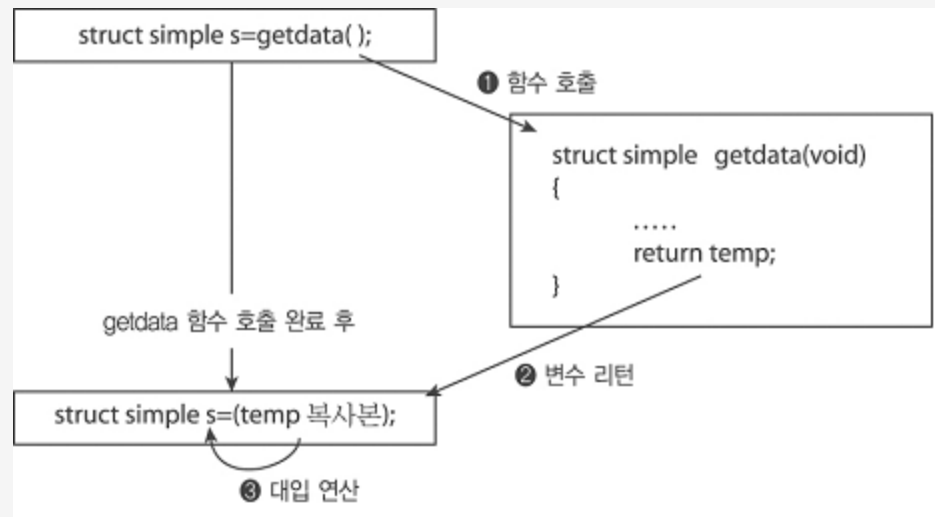 struct simple s=getdata( );
❶ 함수 호출
struct simple getdata(void)
{
.....
return temp;
}
getdata 함수 호출 완료 후
❷ 변수 리턴
struct simple s=(temp 복사본);
❸ 대입 연산